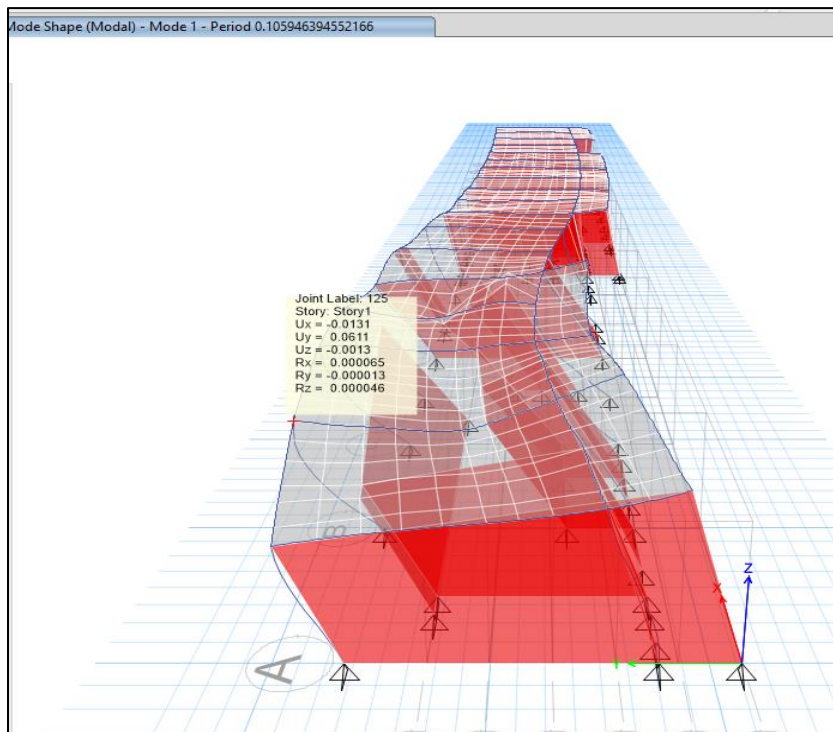 Mode Shape (Modal) - Mode 1 - Period 0.105946394552166
Joint Label: 125
Story: Story1
Ux = -0.0131
Uy = 0.0611
Uz = -0.0013
Rx = 0.000065
Ry = -0.000013
Rz = 0.000046
B
Z
X
A